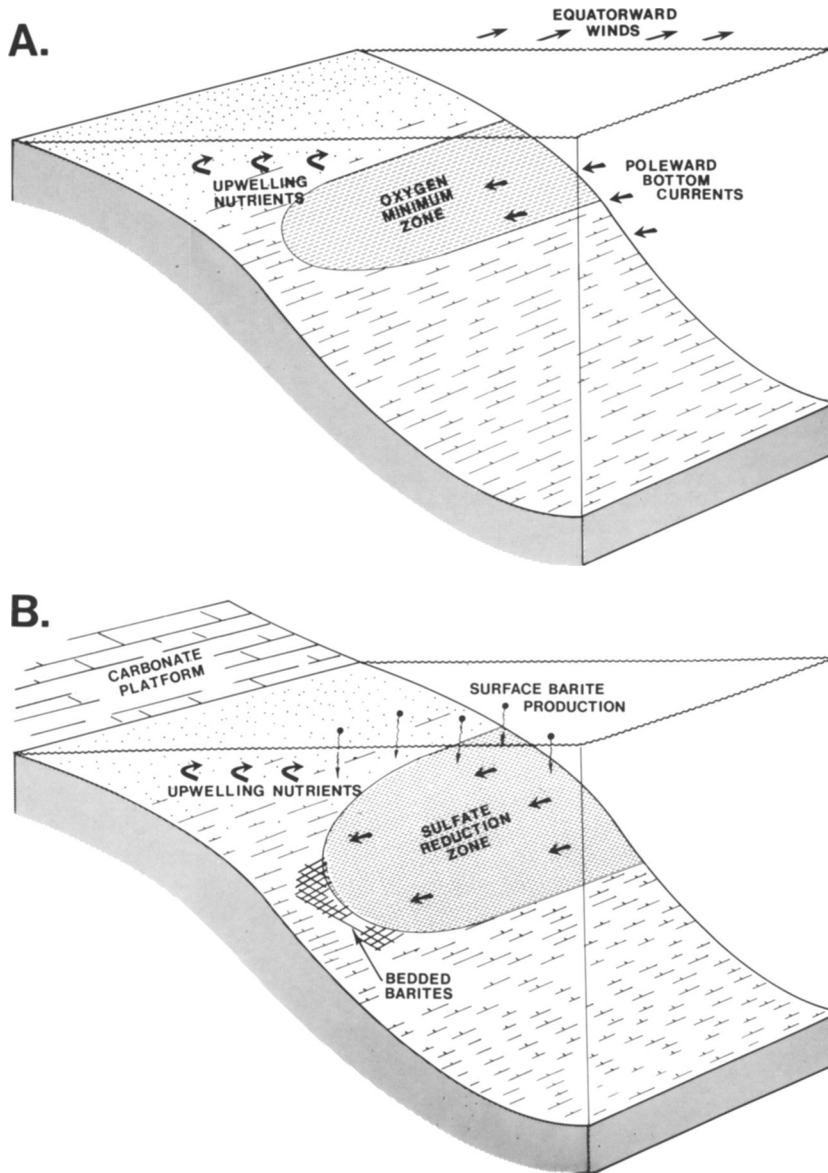 A.
EQUATORWARD
WINDS
UPWELLING
NUTRIENTS
OXYGEN
MINIMUM
ZONE
POLEWARD
BOTTOM
CURRENTS
B.
CARBONATE
PLATFORM
SURFACE BARITE
PRODUCTION
UPWELLING NUTRIENTS
SULFATE
REDUCTION
ZONE
BEDDED
BARITES